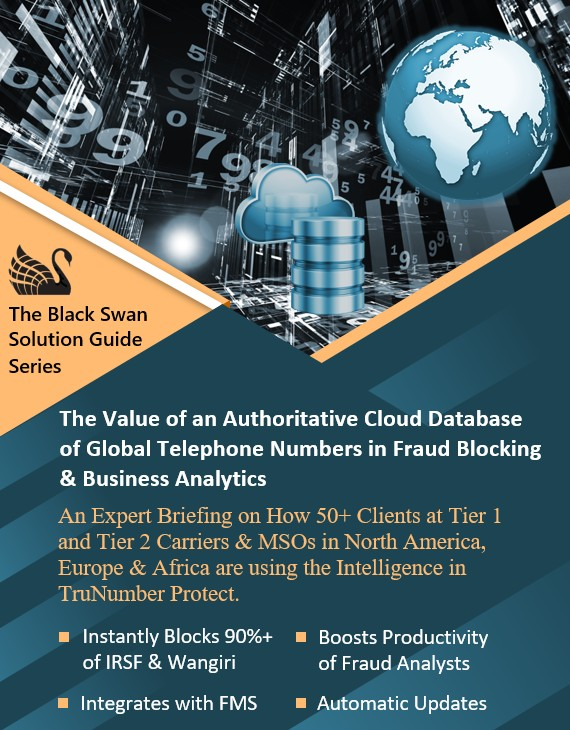 The Black Swan
Solution Guide
Series
The Value of an Authoritative Cloud Database
of Global Telephone Numbers in Fraud Blocking
& Business Analytics
An Expert Briefing on How 50+ Clients at Tier 1
and Tier 2 Carriers & MSOs in North America,
Europe & Africa are using the Intelligence in
TruNumber Protect.
Instantly Blocks 90%+
of IRSF & Wangiri
Boosts Productivity
of Fraud Analysts
Integrates with FMS
Automatic Updates